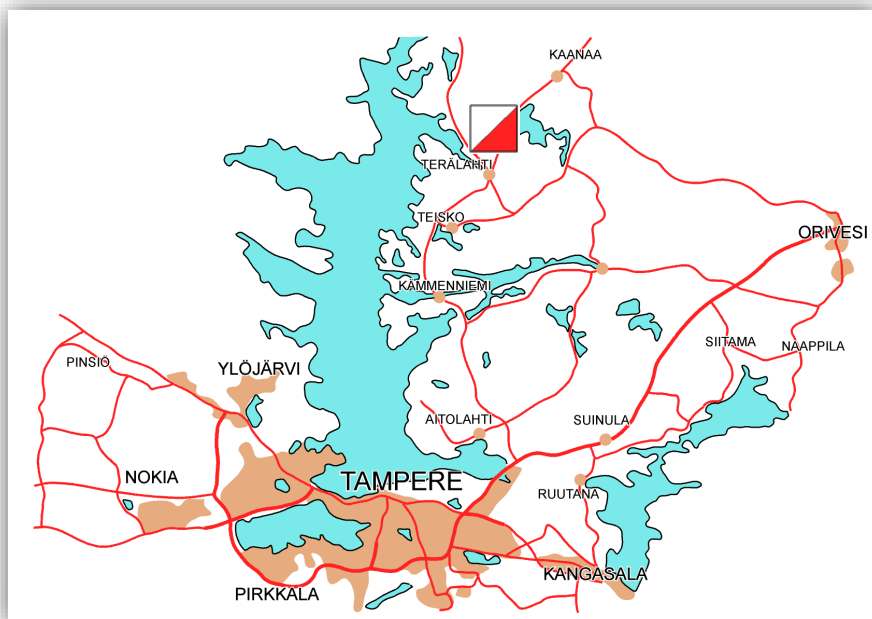 KAANAA
TERÄLAHTI
TEISKO
ORIVESI
KÄMMENNIEMI
SIITAMA
NAAPPILA
PINSIÖ
YLÖJÄRVI
AITOLAHTI
SUINULA
NOKIA
TAMPERE
RUUTANA
KANGASALA
PIRKKALA